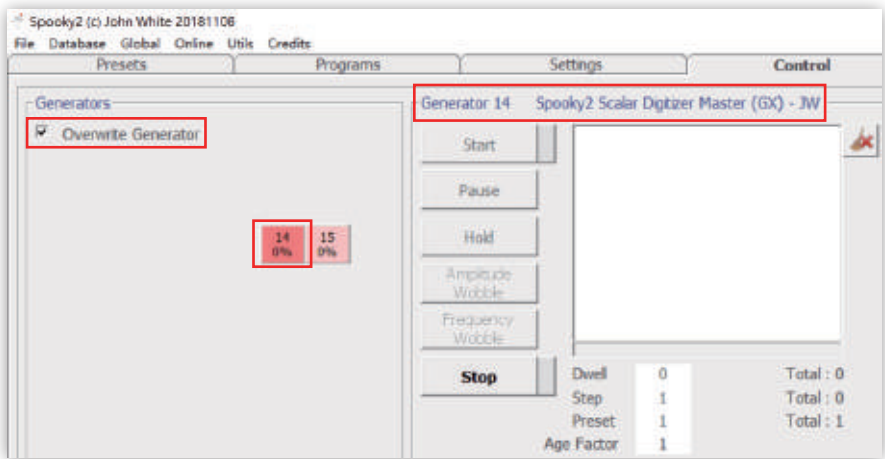 Spooky2 (c) John White 20181106
File Database Global Online Utils Credits
Presets Programs Settings Control
Generators
Overwrite Generator
14
0%
15
0%
Generator 14 Spooky2 Scalar Digitizer Master (GX) - JW
Start
Pause
Hold
Amplitude
Wobble
Frequency
Wobble
Stop
Dwell 0 Total : 0
Step 1 Total : 0
Preset 1 Total : 1
Age Factor 1